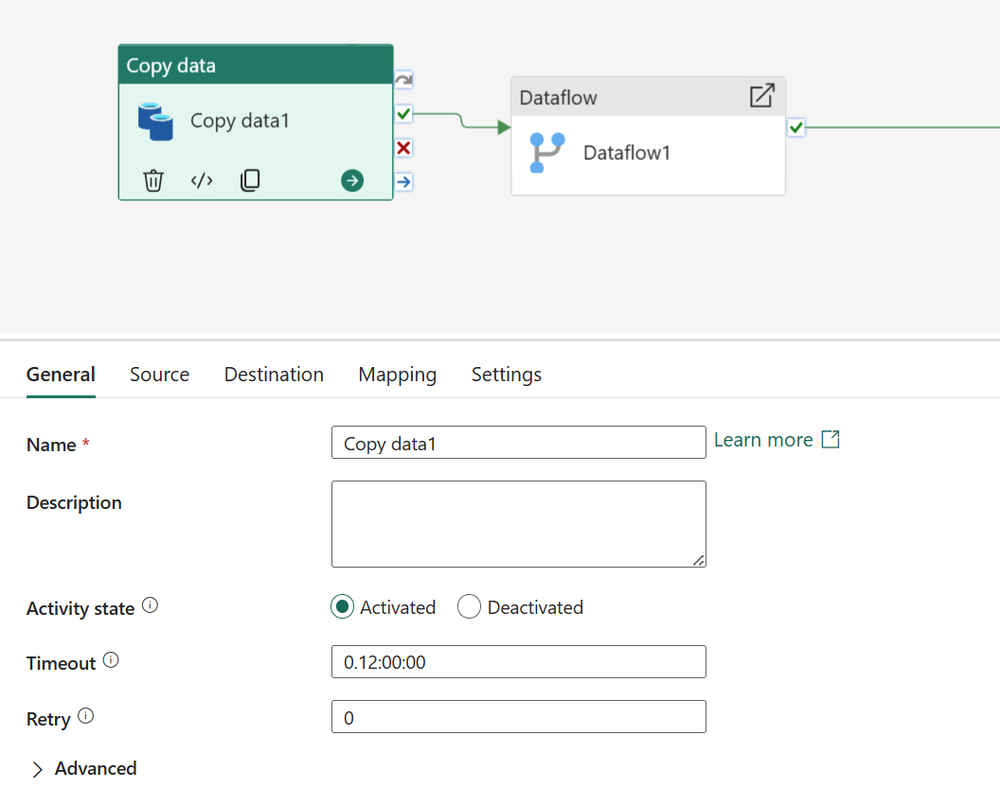 Copy data
Copy data1
Dataflow
Dataflow1
General Source Destination Mapping Settings
Name * Copy data1 Learn more
Description
Activity state Activated Deactivated
Timeout 0.12:00:00
Retry 0
Advanced